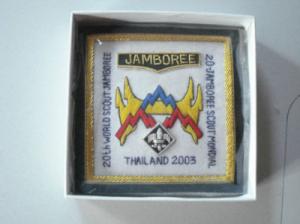 JAMBOREE
20th WORLD SCOUT JAMBOREE
20e JAMBOREE SCOUT MONDIAL
THAILAND 2003